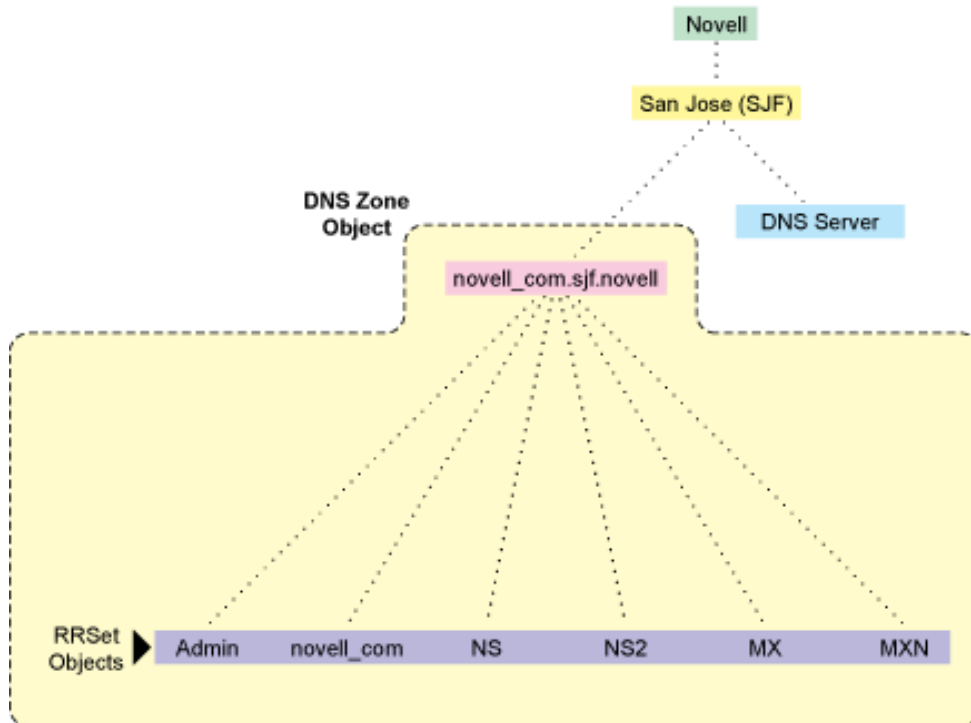 Novell
San Jose (SJF)
DNS Zone
Object
DNS Server
novell_com.sjf.novell
RRSet
Objects
Admin novell_com NS NS2 MX MXN